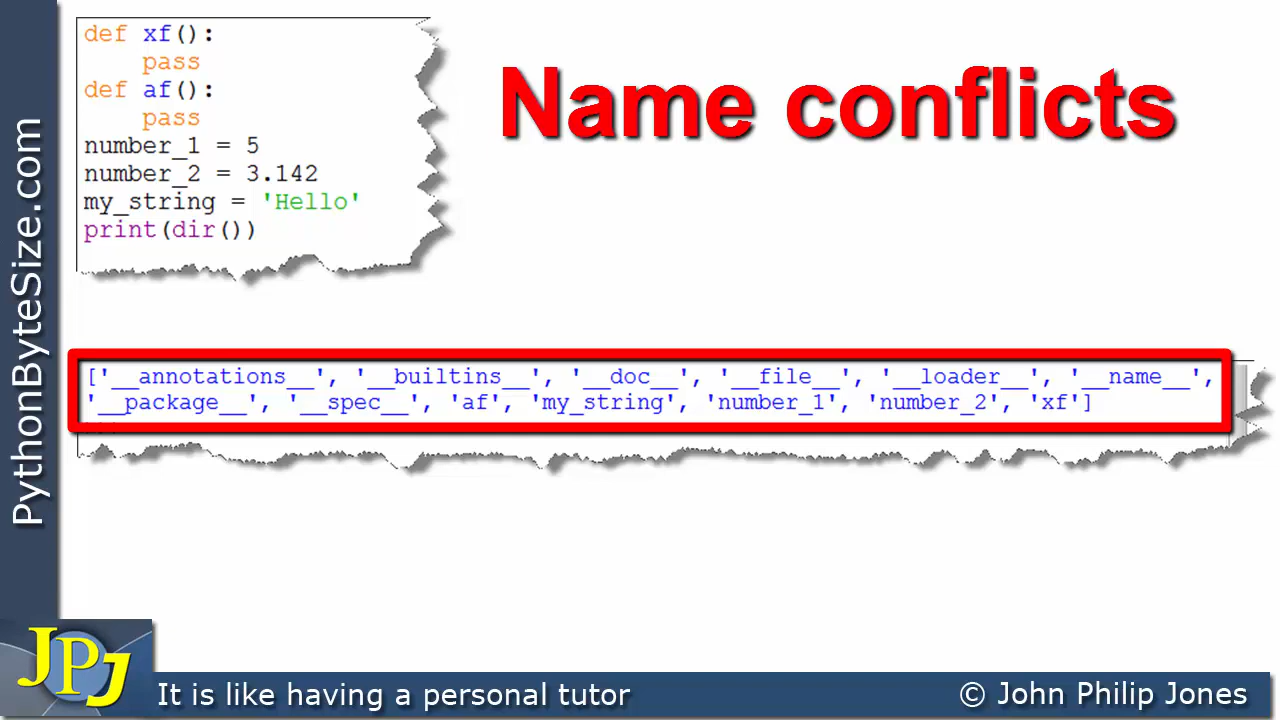 def xf():
    pass
def af():
    pass
number_1 = 5
number_2 = 3.142
my_string = 'Hello'
print(dir())
Name conflicts
['__annotations__', '__builtins__', '__doc__', '__file__', '__loader__', '__name__',
'__package__', '__spec__', 'af', 'my_string', 'number_1', 'number_2', 'xf']
PythonByteSize.com
JPJ
It is like having a personal tutor
© John Philip Jones